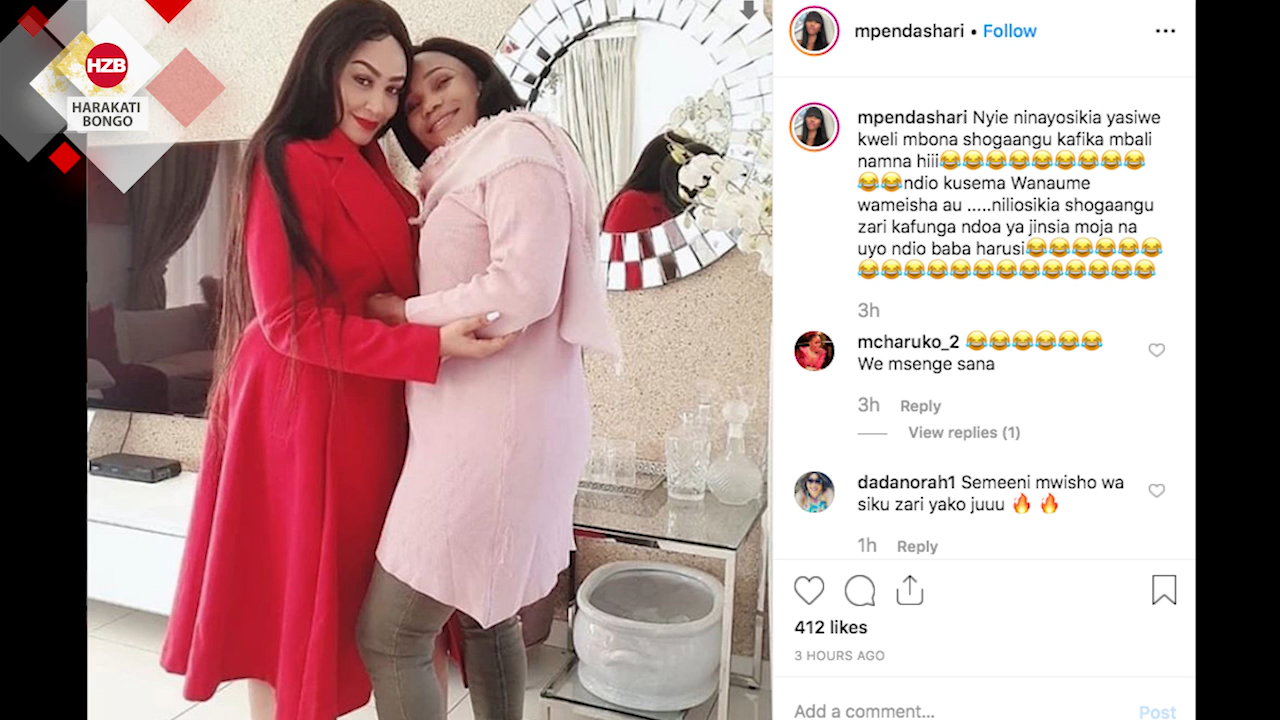 HZB
HARAKATI
BONGO
mpendashari • Follow
mpendashari Nyie ninayosikia yasiwe
kweli mbona shogaangu kafika mbali
namna hiii😂😂😂😂😂😂😂😂😂
😂😂ndio kusema Wanaume
wameisha au .....niliosikia shogaangu
zari kafunga ndoa ya jinsia moja na
uyo ndio baba harusi😂😂😂😂😂😂
😂😂😂😂😂😂😂😂😂😂😂😂😂
3h
mcharuko_2 😂😂😂😂😂😂
We msenge sana
3h Reply
View replies (1)
dadanorah1 Semeeni mwisho wa
siku zari yako juuu 🔥 🔥
1h Reply
412 likes
3 HOURS AGO
Add a comment...
Post